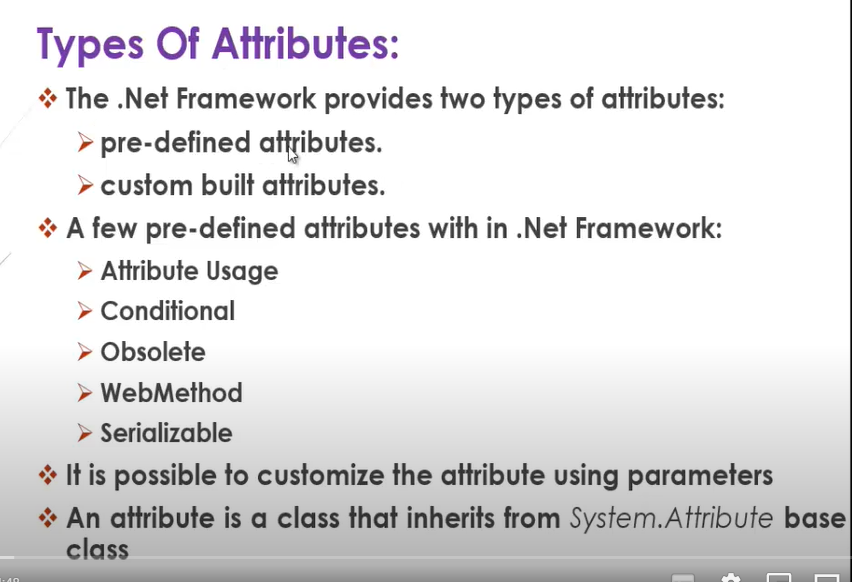 Types Of Attributes:
The .Net Framework provides two types of attributes:
pre-defined attributes.
custom built attributes.
A few pre-defined attributes with in .Net Framework:
Attribute Usage
Conditional
Obsolete
WebMethod
Serializable
It is possible to customize the attribute using parameters
An attribute is a class that inherits from System.Attribute base
class